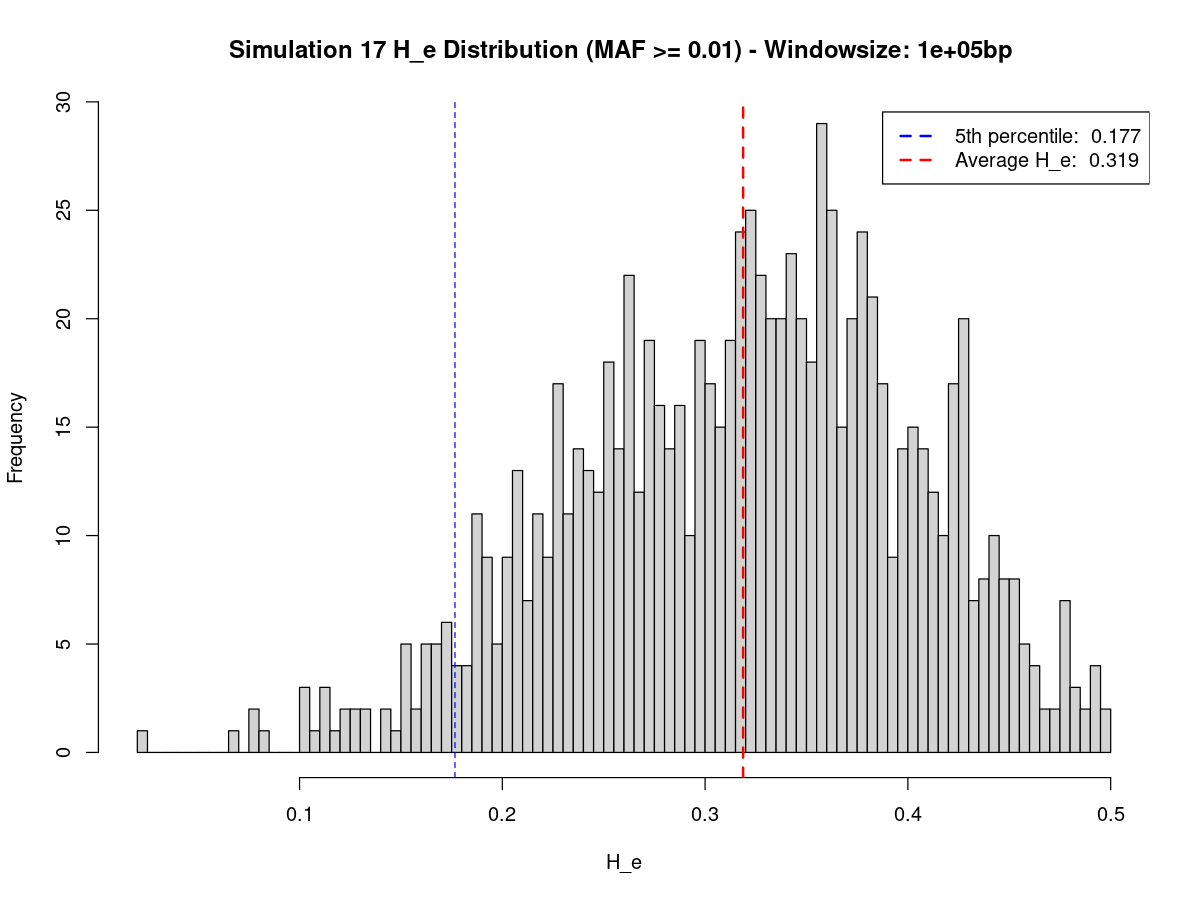 Simulation 17 H_e Distribution (MAF >= 0.01) - Windowsize: 1e+05bp
5th percentile: 0.177
Average H_e: 0.319
Frequency
30
25
20
15
10
5
0
0.1 0.2 0.3 0.4 0.5
H_e